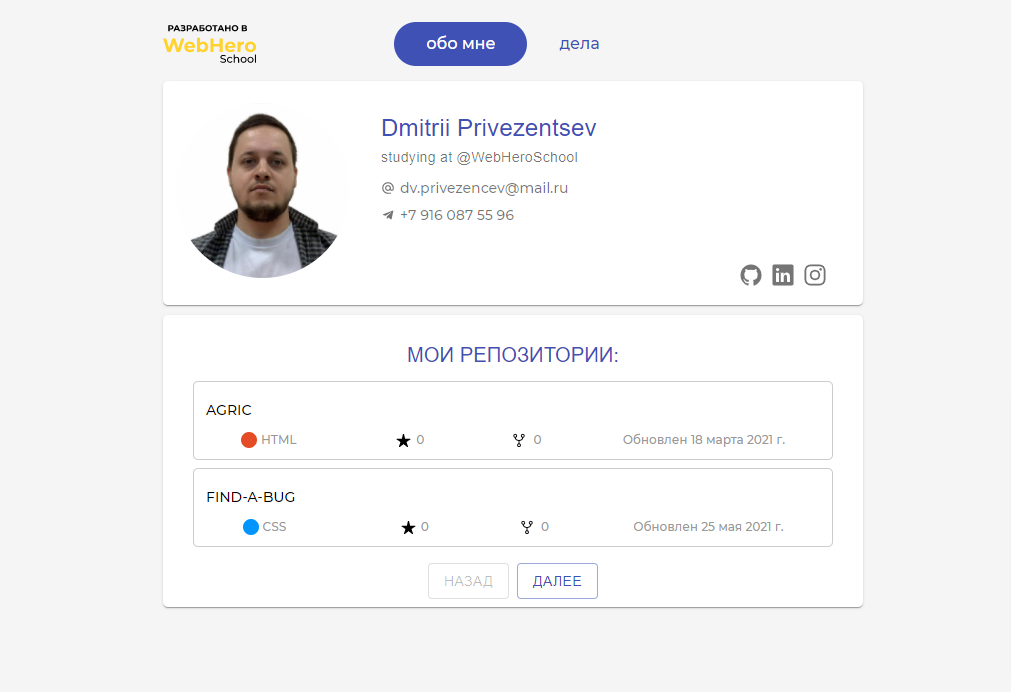 РАЗРАБОТАНО В
WebHero
School
обо мне
дела
Dmitrii Privezentsev
studying at @WebHeroSchool
dv.privezencev@mail.ru
+7 916 087 55 96
in
МОИ РЕПОЗИТОРИИ:
AGRIC
HTML 0 0 Обновлен 18 марта 2021 г.
FIND-A-BUG
CSS 0 0 Обновлен 25 мая 2021 г.
НАЗАД ДАЛЕЕ